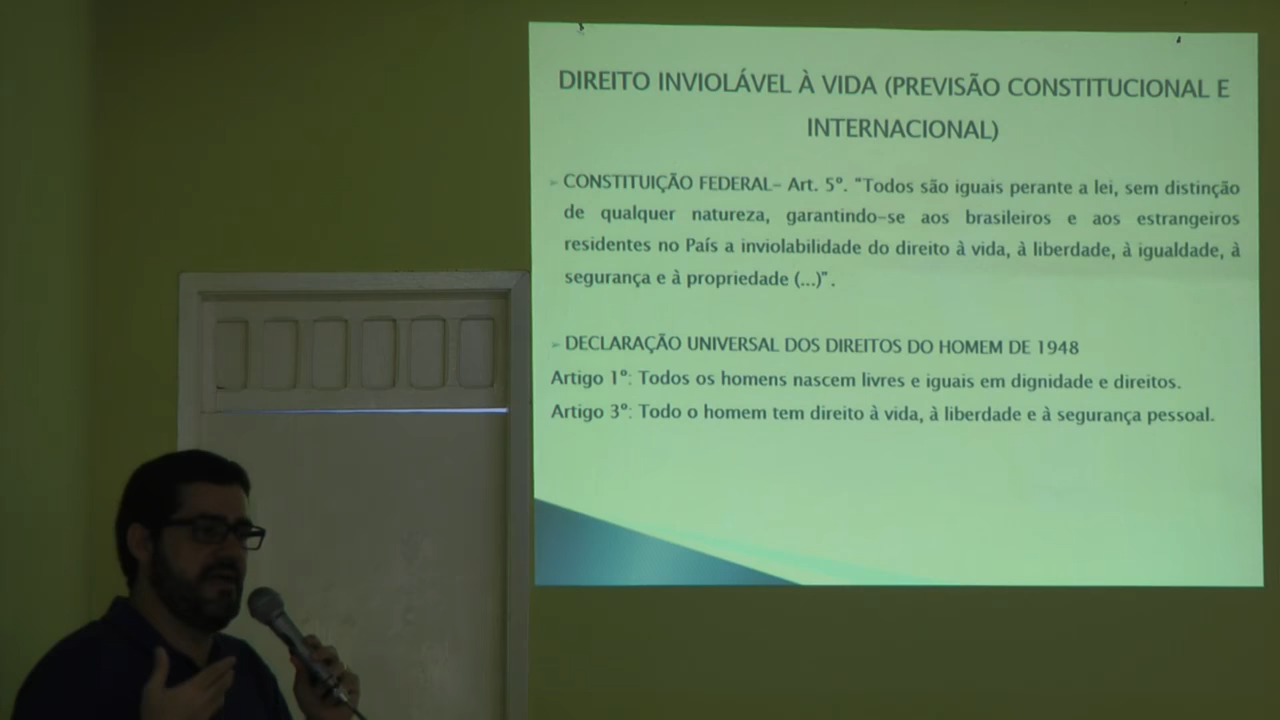 DIREITO INVIOLÁVEL À VIDA (PREVISÃO CONSTITUCIONAL E
INTERNACIONAL)
CONSTITUIÇÃO FEDERAL- Art. 5º. "Todos são iguais perante a lei, sem distinção
de qualquer natureza, garantindo-se aos brasileiros e aos estrangeiros
residentes no País a inviolabilidade do direito à vida, à liberdade, à igualdade, à
segurança e à propriedade (...)".
DECLARAÇÃO UNIVERSAL DOS DIREITOS DO HOMEM DE 1948
Artigo 1º: Todos os homens nascem livres e iguais em dignidade e direitos.
Artigo 3º: Todo o homem tem direito à vida, à liberdade e à segurança pessoal.